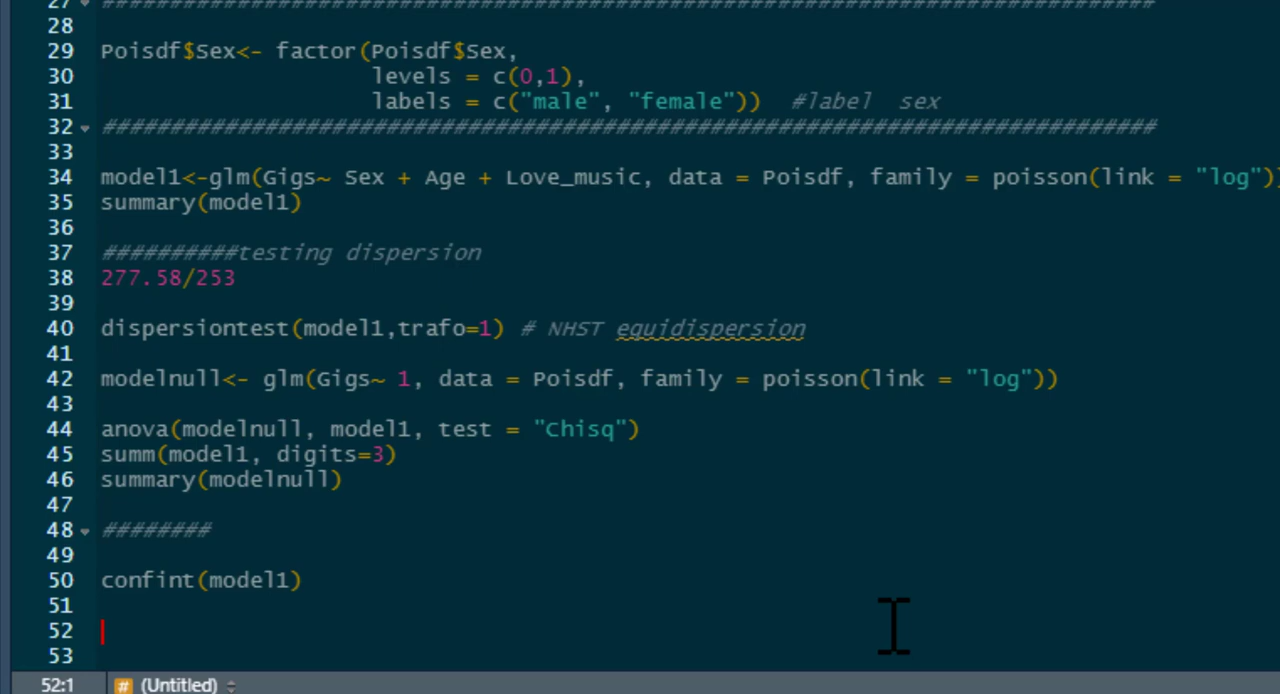 27 ##############################################################################
28
29 Poisdf$Sex<- factor(Poisdf$Sex,
30 levels = c(0,1),
31 labels = c("male", "female")) #label sex
32 ##############################################################################
33
34 model1<-glm(Gigs~ Sex + Age + Love_music, data = Poisdf, family = poisson(link = "log"))
35 summary(model1)
36
37 ##########testing dispersion
38 277.58/253
39
40 dispersiontest(model1,trafo=1) # NHST equidispersion
41
42 modelnull<- glm(Gigs~ 1, data = Poisdf, family = poisson(link = "log"))
43
44 anova(modelnull, model1, test = "Chisq")
45 summ(model1, digits=3)
46 summary(modelnull)
47
48 ########
49
50 confint(model1)
51
52
53
52:1 # (Untitled)